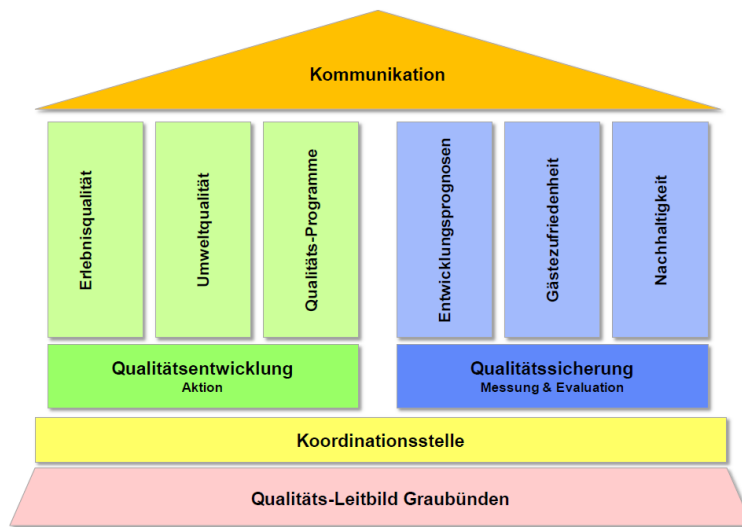 Kommunikation
Erlebnisqualität
Umweltqualität
Qualitäts-Programme
Entwicklungsprognosen
Gästezufriedenheit
Nachhaltigkeit
Qualitätsentwicklung
Aktion
Qualitätssicherung
Messung & Evaluation
Koordinationsstelle
Qualitäts-Leitbild Graubünden